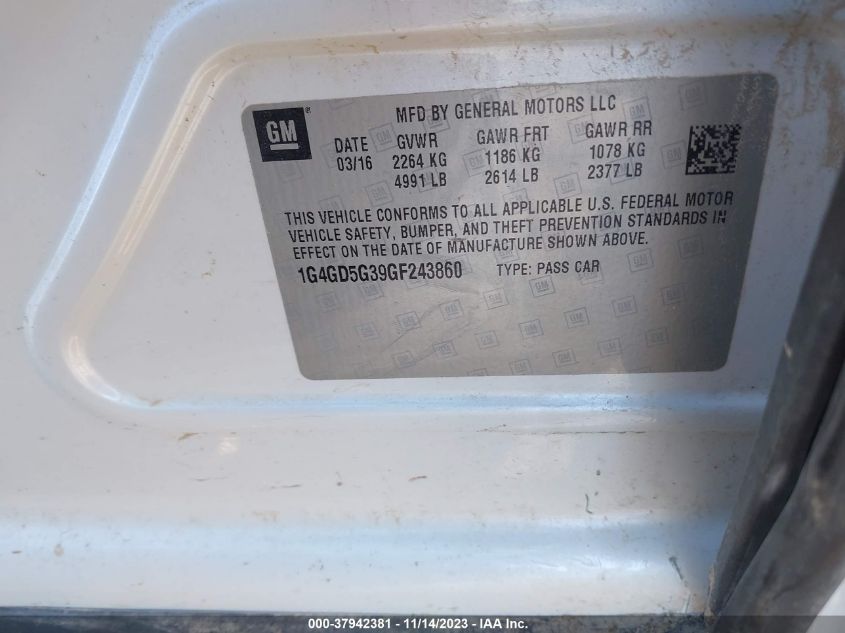 GM ®
MFD BY GENERAL MOTORS LLC
DATE GVWR GAWR FRT GAWR RR
03/16 2264 KG 1186 KG 1078 KG
4991 LB 2614 LB 2377 LB
THIS VEHICLE CONFORMS TO ALL APPLICABLE U.S. FEDERAL MOTOR
VEHICLE SAFETY, BUMPER, AND THEFT PREVENTION STANDARDS IN
EFFECT ON THE DATE OF MANUFACTURE SHOWN ABOVE.
1G4GD5G39GF243860 TYPE: PASS CAR
000-37942381 - 11/14/2023 - IAA Inc.